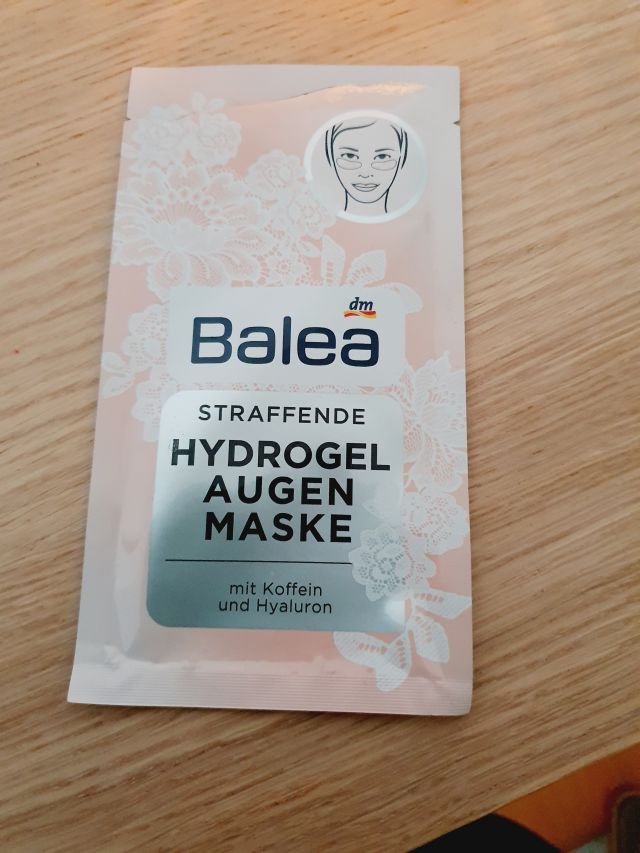 dm
Balea
STRAFFENDE
HYDROGEL
AUGEN
MASKE
mit Koffein
und Hyaluron